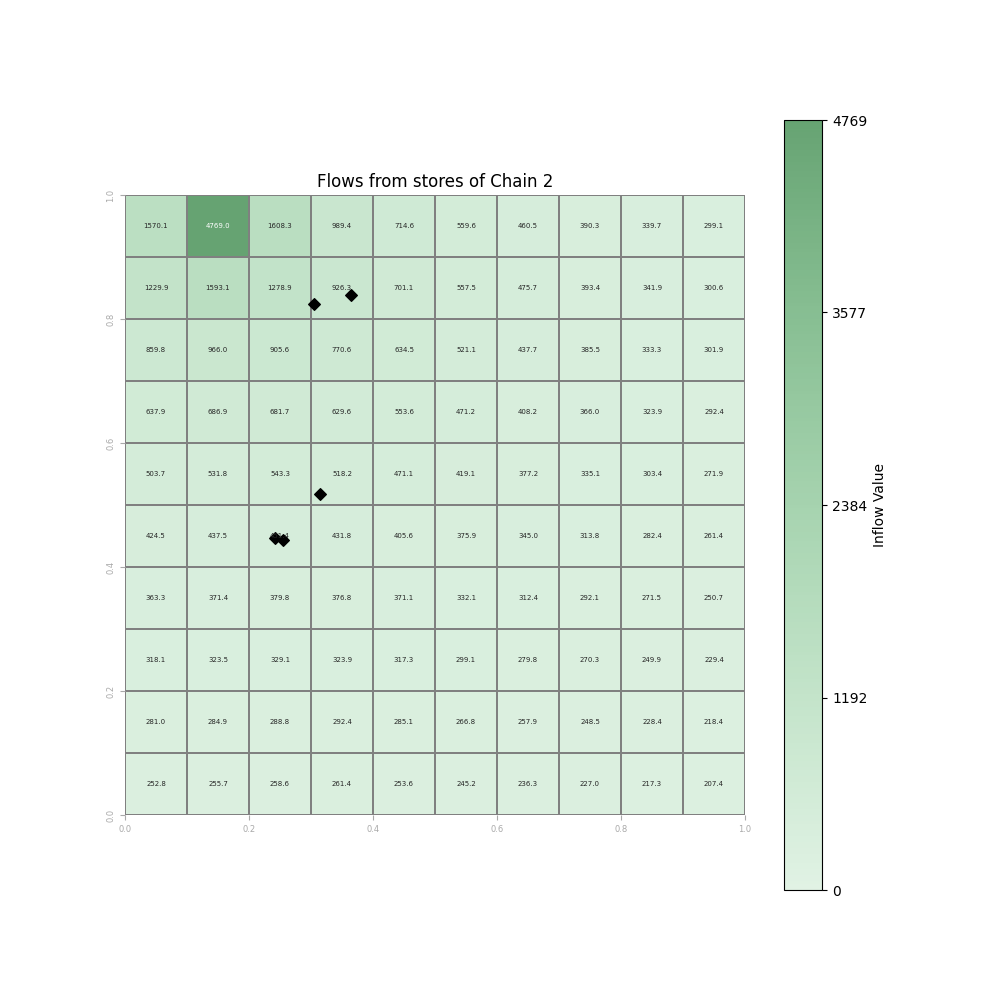 Flows from stores of Chain 2
1.0
1570.1 4769.0 1608.3 989.4 714.6 559.6 460.5 390.3 339.7 299.1
1229.9 1593.1 1278.9 926.3 701.1 557.5 475.7 393.4 341.9 300.6
0.8
859.8 966.0 905.6 770.6 634.5 521.1 437.7 385.5 333.3 301.9
637.9 686.9 681.7 629.6 553.6 471.2 408.2 366.0 323.9 292.4
0.6
503.7 531.8 543.3 518.2 471.1 419.1 377.2 335.1 303.4 271.9
424.5 437.5 431.8 405.6 375.9 345.0 313.8 282.4 261.4
0.4
363.3 371.4 379.8 376.8 371.1 332.1 312.4 292.1 271.5 250.7
318.1 323.5 329.1 323.9 317.3 299.1 279.8 270.3 249.9 229.4
0.2
281.0 284.9 288.8 292.4 285.1 266.8 257.9 248.5 228.4 218.4
252.8 255.7 258.6 261.4 253.6 245.2 236.3 227.0 217.3 207.4
0.0
0.0 0.2 0.4 0.6 0.8 1.0
4769
3577
2384
1192
0
Inflow Value